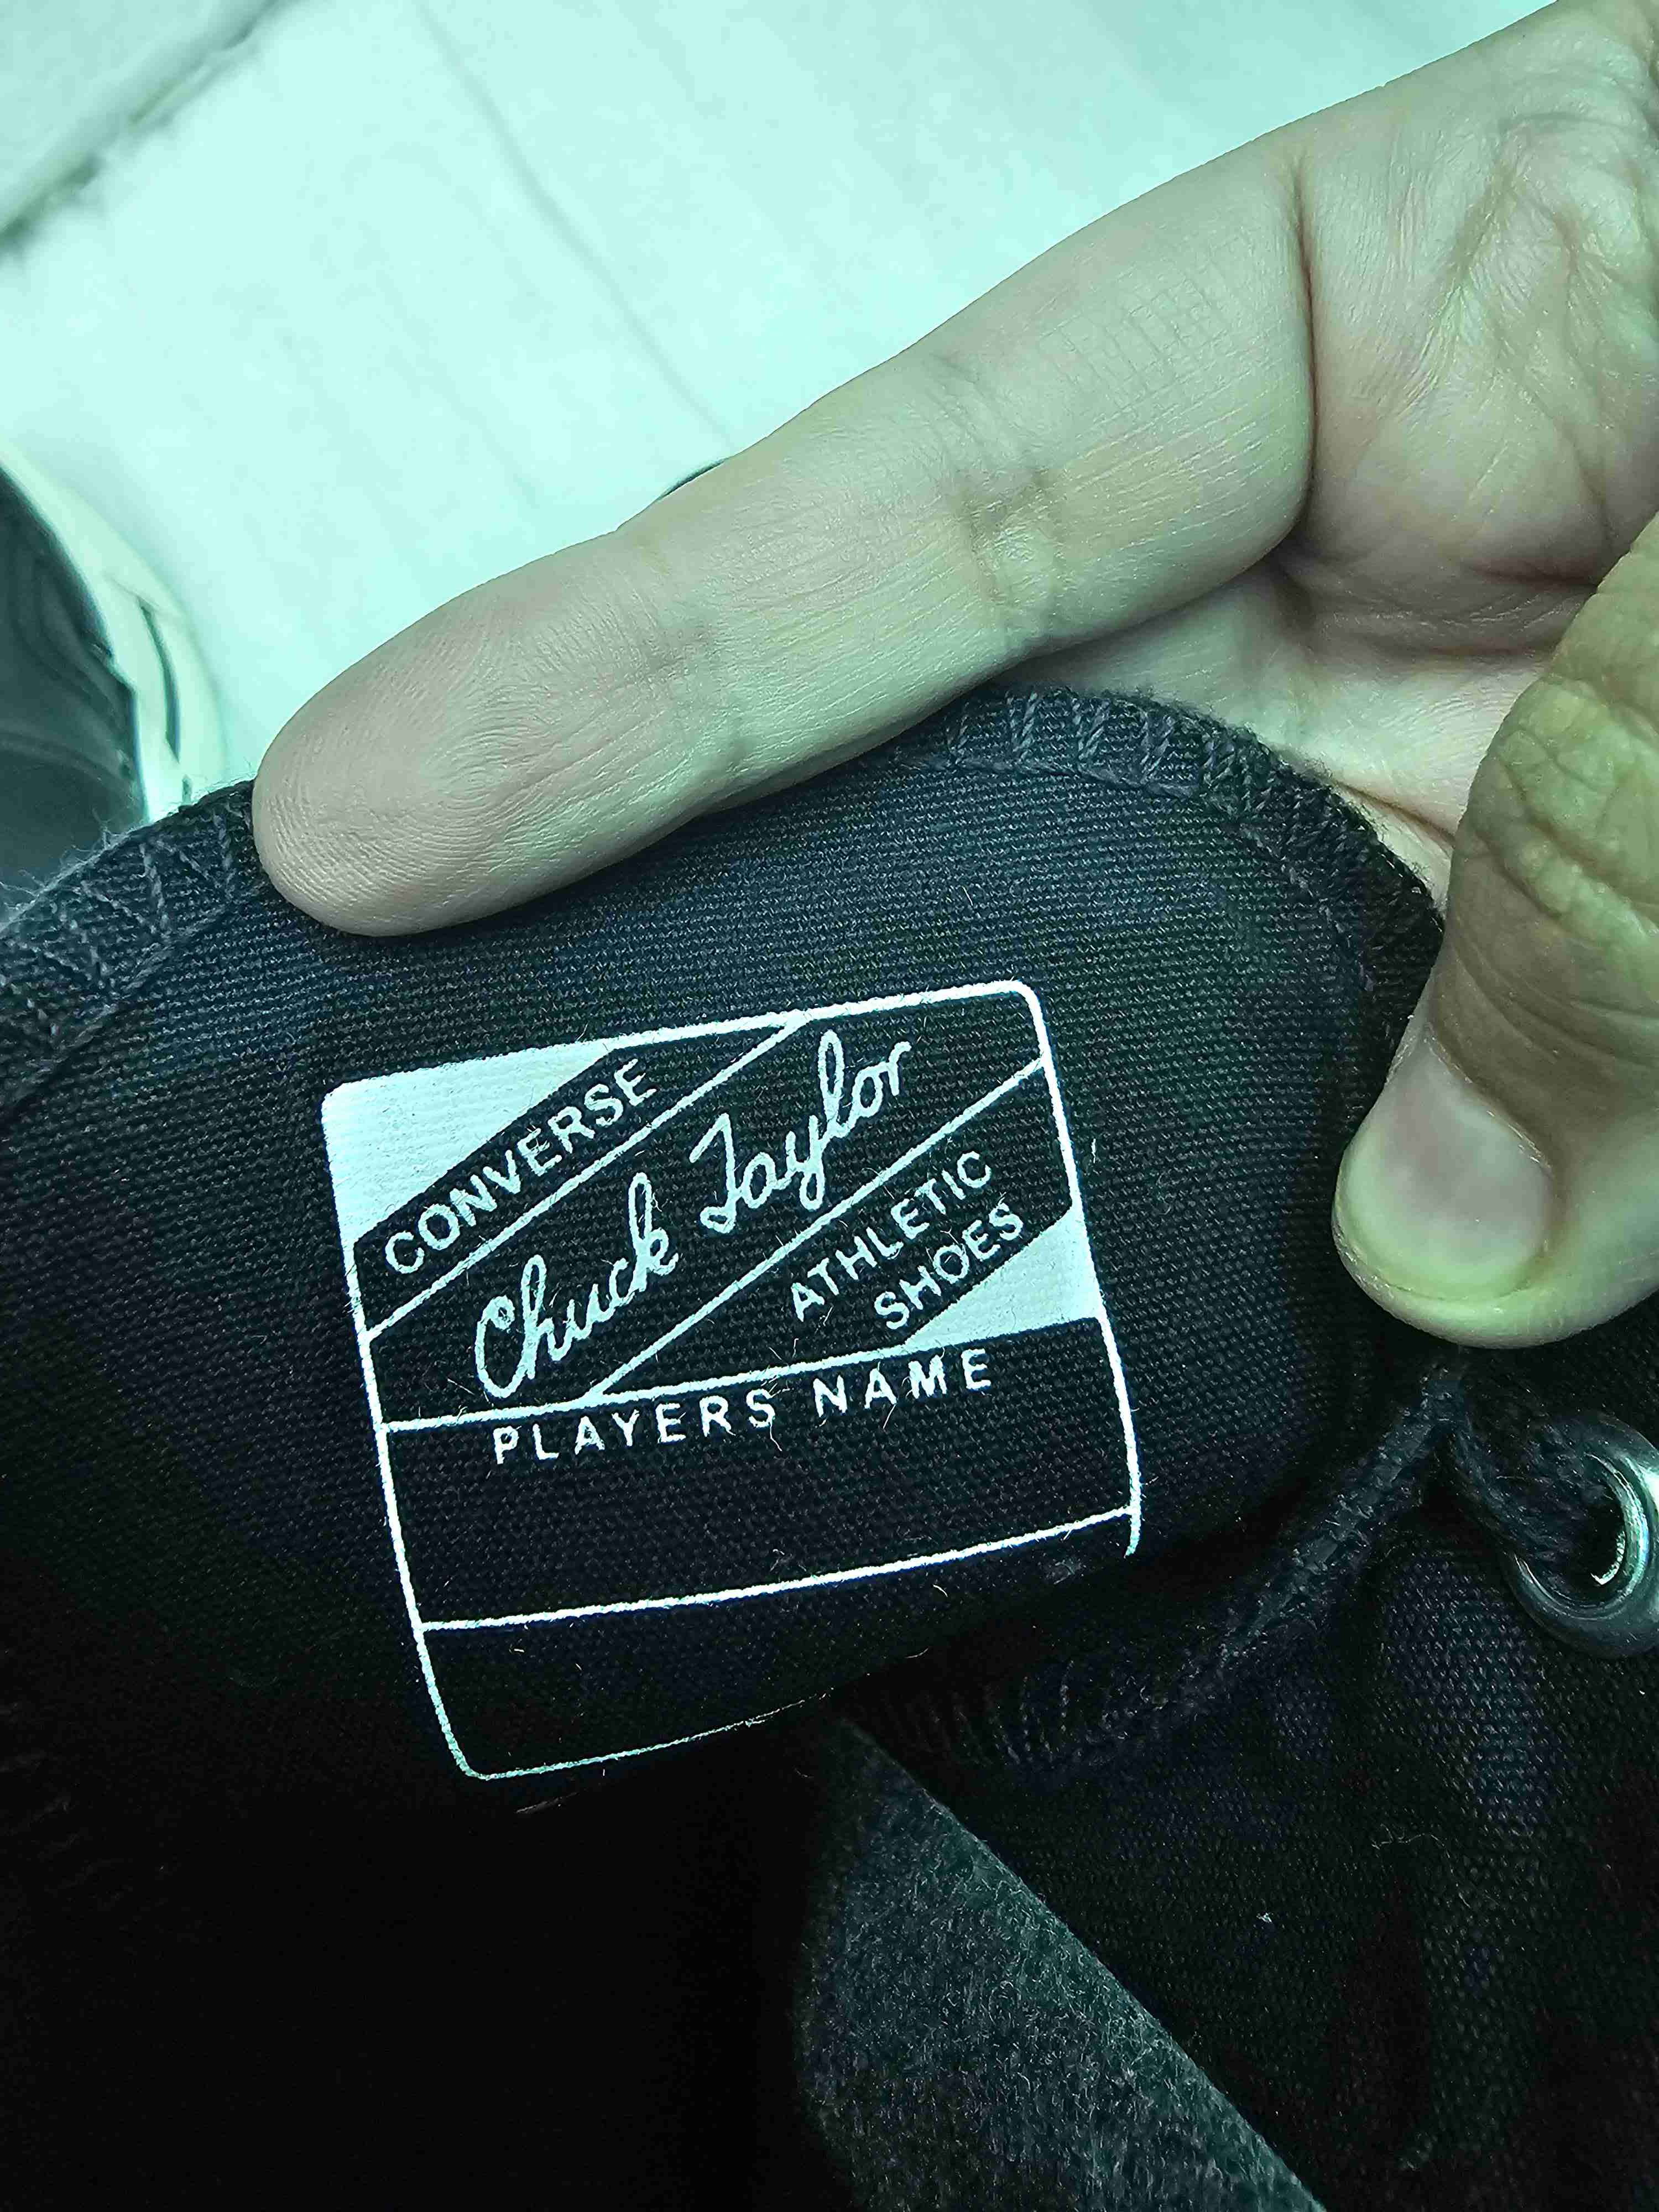 CONVERSE
Chuck Taylor
ATHLETIC
SHOES
PLAYERS NAME